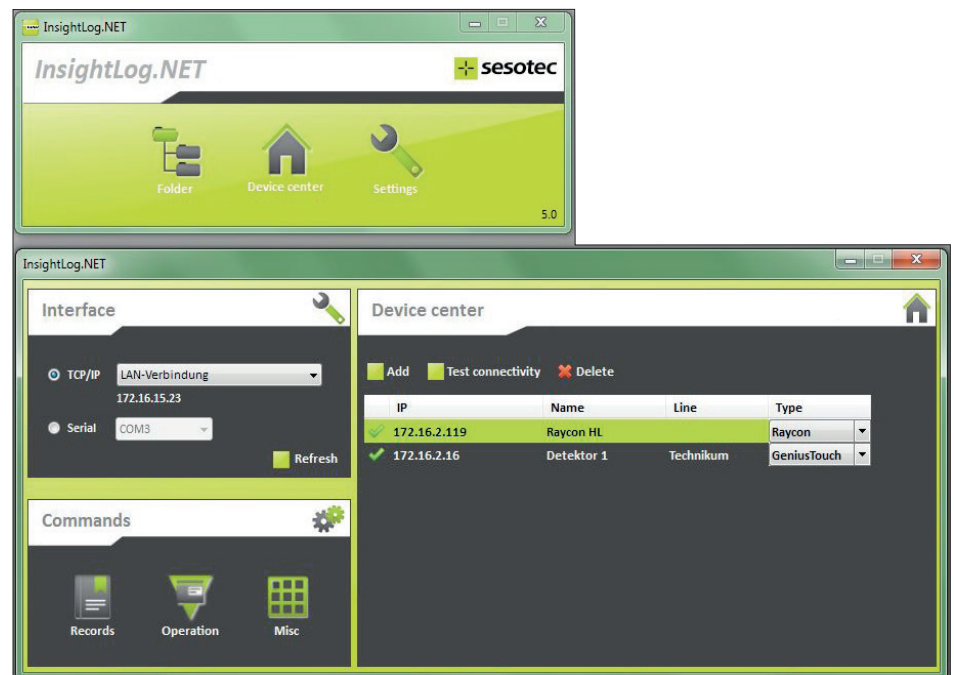 InsightLog.NET
InsightLog.NET
sesotec
Folder
Device center
Settings
5.0
InsightLog.NET
Interface
TCP/IP
LAN-Verbindung
172.16.15.23
Serial
COM3
Refresh
Commands
Records
Operation
Misc
Device center
Add
Test connectivity
Delete
IP Name Line Type
172.16.2.119 Raycon HL Raycon
172.16.2.16 Detektor 1 Technikum GeniusTouch